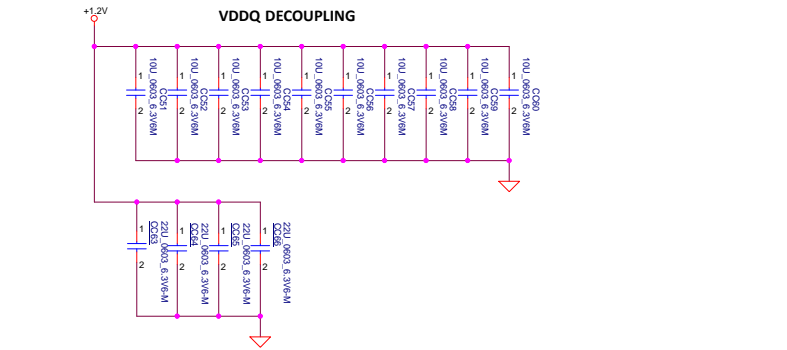 +1.2V
VDDQ DECOUPLING
1
2
CC51
10U_0603_6.3V6M
1
2
CC52
10U_0603_6.3V6M
1
2
CC53
10U_0603_6.3V6M
1
2
CC54
10U_0603_6.3V6M
1
2
CC55
10U_0603_6.3V6M
1
2
CC56
10U_0603_6.3V6M
1
2
CC57
10U_0603_6.3V6M
1
2
CC58
10U_0603_6.3V6M
1
2
CC59
10U_0603_6.3V6M
1
2
CC60
10U_0603_6.3V6M
1
2
CC63
22U_0603_6.3V6-M
1
2
CC64
22U_0603_6.3V6-M
1
2
CC65
22U_0603_6.3V6-M
1
2
CC66
22U_0603_6.3V6-M